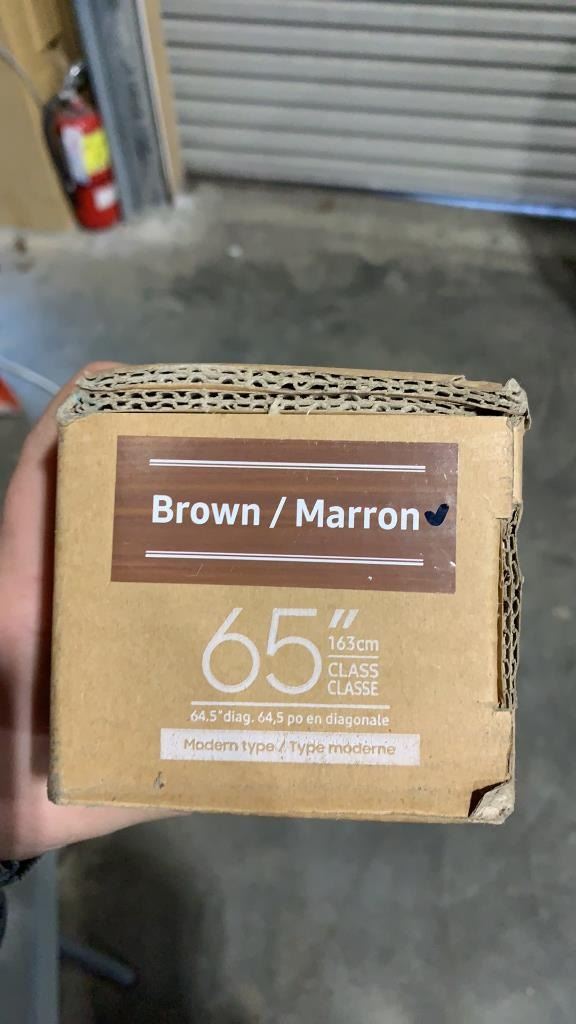 Brown / Marron
65″
163cm
CLASS
CLASSE
64.5"diag. 64,5 po en diagonale
Modern type / Type moderne